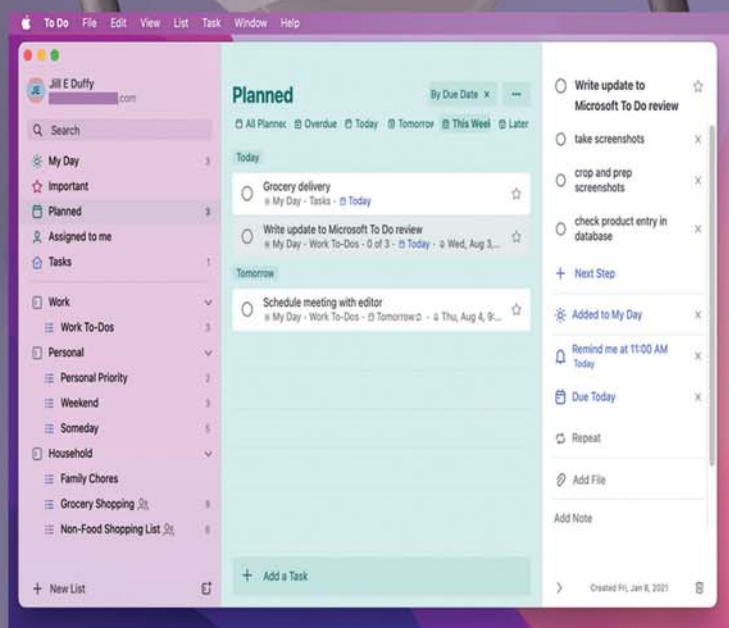 To Do File Edit View List Task Window Help
JE
Jill E Duffy
.com
Search
My Day 3
Important
Planned 3
Assigned to me
Tasks 1
Work
Work To-Dos 3
Personal
Personal Priority 2
Weekend 3
Someday 5
Household
Family Chores
Grocery Shopping 9
Non-Food Shopping List 6
+ New List
Planned
By Due Date x ...
All Plannec Overdue Today Tomorrov This Weel Later
Today
Grocery delivery
My Day - Tasks - Today
Write update to Microsoft To Do review
My Day - Work To-Dos - 0 of 3 - Today - Wed, Aug 3,...
Tomorrow
Schedule meeting with editor
My Day - Work To-Dos - Tomorrow - Thu, Aug 4, 9:...
+ Add a Task
Write update to
Microsoft To Do review
take screenshots X
crop and prep
screenshots X
check product entry in
database X
+ Next Step
Added to My Day X
Remind me at 11:00 AM X
Today
Due Today X
Repeat
Add File
Add Note
Created Fri, Jan 8, 2021